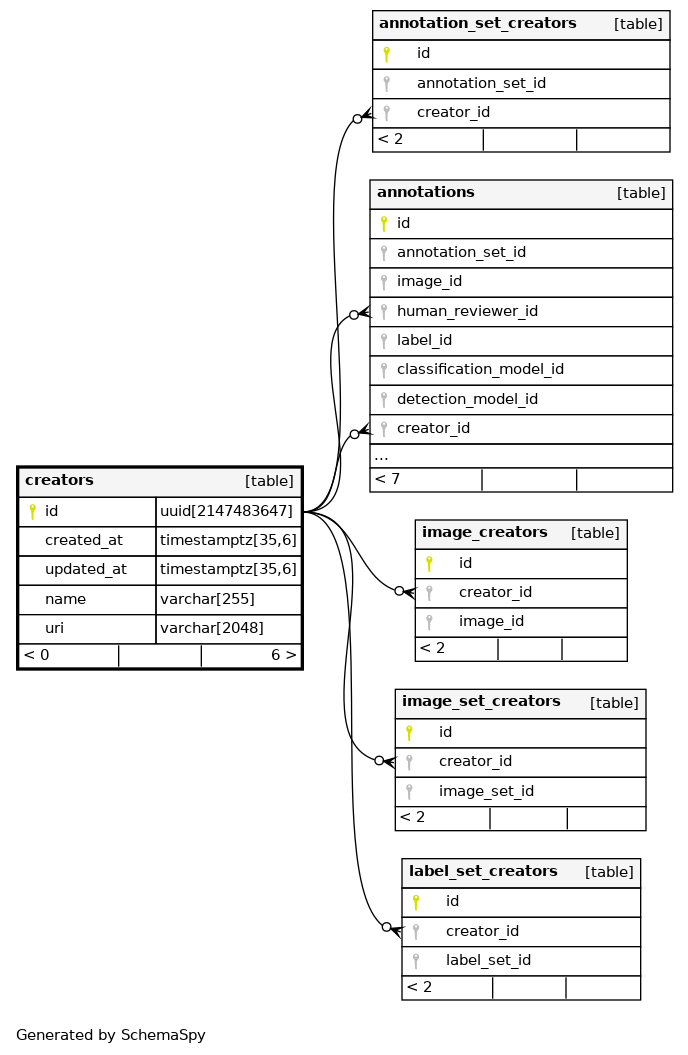 annotation_set_creators [table]
id
annotation_set_id
creator_id
< 2
annotations [table]
id
annotation_set_id
image_id
human_reviewer_id
label_id
classification_model_id
detection_model_id
creator_id
...
< 7
creators [table]
id uuid[2147483647]
created_at timestamptz[35,6]
updated_at timestamptz[35,6]
name varchar[255]
uri varchar[2048]
< 0 6 >
image_creators [table]
id
creator_id
image_id
< 2
image_set_creators [table]
id
creator_id
image_set_id
< 2
label_set_creators [table]
id
creator_id
label_set_id
< 2
Generated by SchemaSpy